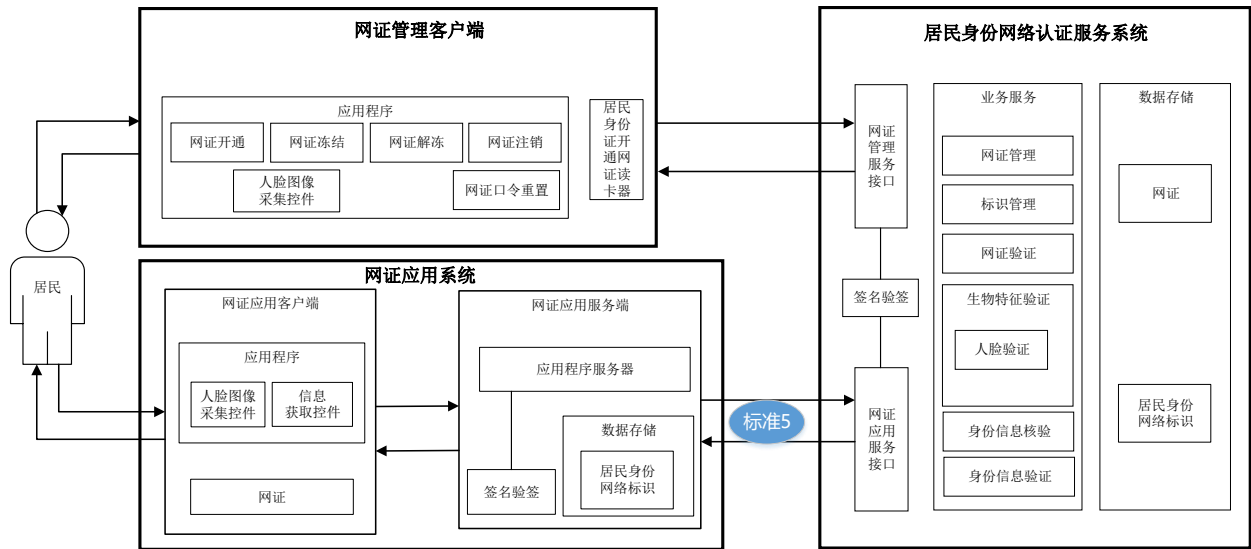 网证管理客户端
应用程序
网证开通
网证冻结
网证解冻
网证注销
人脸图像
采集控件
网证口令重置
居民
身份
证开
通网
证读
卡器
居民
网证应用系统
网证应用客户端
应用程序
人脸图像
采集控件
信息
获取控件
网证
网证应用服务端
应用程序服务器
签名验签
数据存储
居民身份
网络标识
标准5
居民身份网络认证服务系统
网证
管理
服务
接口
签名验签
网证
应用
服务
接口
业务服务
网证管理
标识管理
网证验证
生物特征验证
人脸验证
身份信息核验
身份信息验证
数据存储
网证
居民身份
网络标识